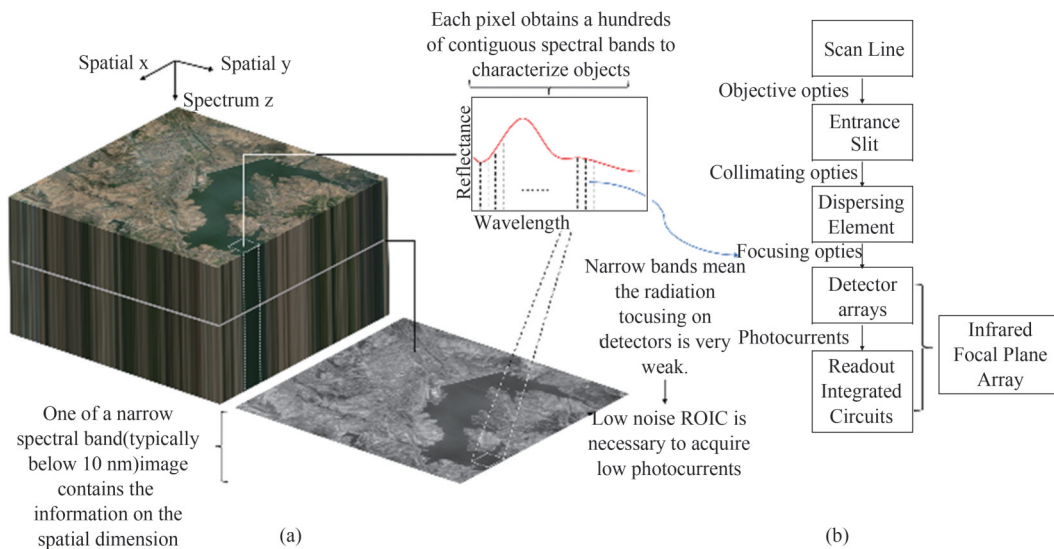 Spatial x
Spatial y
Spectrum z
Each pixel obtains a hundreds
of contiguous spectral bands to
characterize objects
Reflectance
......
Wavelength
Narrow bands mean
the radiation
tocusing on
detectors is very
weak.
Low noise ROIC is
necessary to acquire
low photocurrents
One of a narrow
spectral band(typically
below 10 nm)image
contains the
information on the
spatial dimension
(a)
Scan Line
Objective opties
Entrance
Slit
Collimating opties
Dispersing
Element
Focusing opties
Detector
arrays
Photocurrents
Readout
Integrated
Circuits
Infrared
Focal Plane
Array
(b)